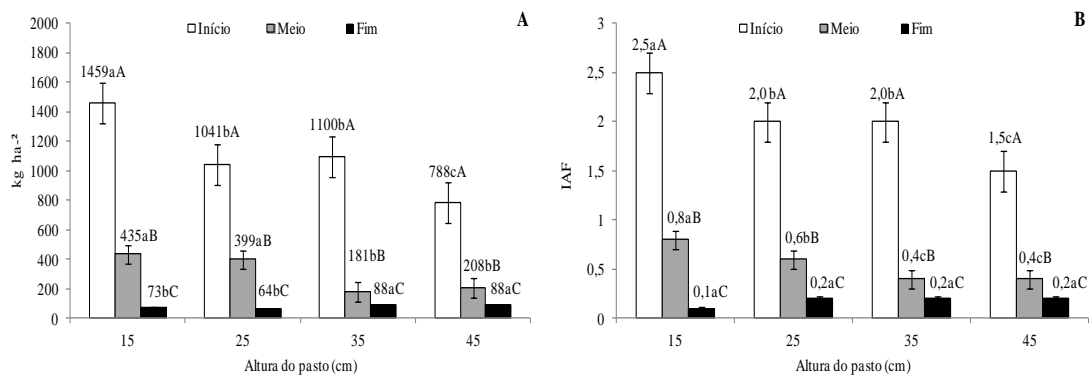 A
Início Meio Fim
kg ha-²
2000
1800
1600
1400
1200
1000
800
600
400
200
0
1459aA
435aB
73bC
1041bA
399aB
64bC
1100bA
181bB
88aC
788cA
208bB
88aC
15 25 35 45
Altura do pasto (cm)
B
Início Meio Fim
IAF
3
2,5
2
1,5
1
0,5
0
2,5aA
0,8aB
0,1aC
2,0 bA
0,6bB
0,2aC
2,0bA
0,4cB
0,2aC
1,5cA
0,4cB
0,2aC
15 25 35 45
Altura do pasto (cm)